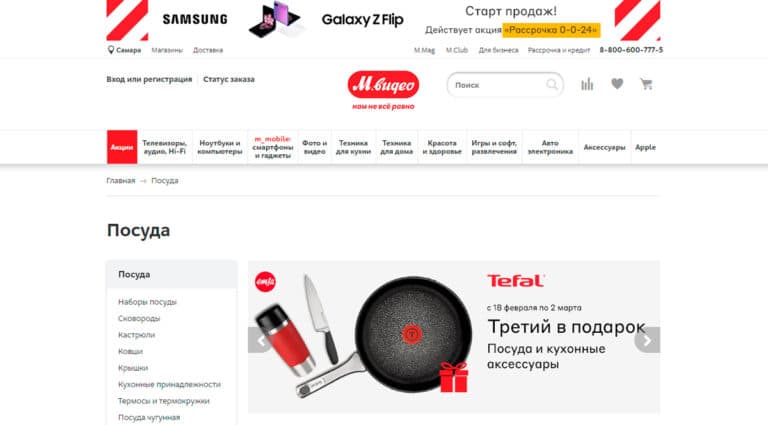 SAMSUNG
Galaxy Z Flip
Старт продаж!
Действует акция «Рассрочка 0-0-24»
Самара Магазины Доставка M.Mag M.Club Для бизнеса Рассрочка и кредит 8-800-600-777-5
Вход или регистрация Статус заказа
М.видео
нам не всё равно
Поиск
Акции
Телевизоры,
аудио, Hi-Fi
Ноутбуки и
компьютеры
m_mobile:
смартфоны
и гаджеты
Фото и
видео
Техника
для кухни
Техника
для дома
Красота
и здоровье
Игры и софт,
развлечения
Авто
электроника
Аксессуары
Apple
Главная → Посуда
Посуда
Посуда
Наборы посуды
Сковороды
Кастрюли
Ковши
Крышки
Кухонные принадлежности
Термосы и термокружки
Посуда чугунная
emsa
Tefal
с 18 февраля по 2 марта
Третий в подарок
Посуда и кухонные
аксессуары